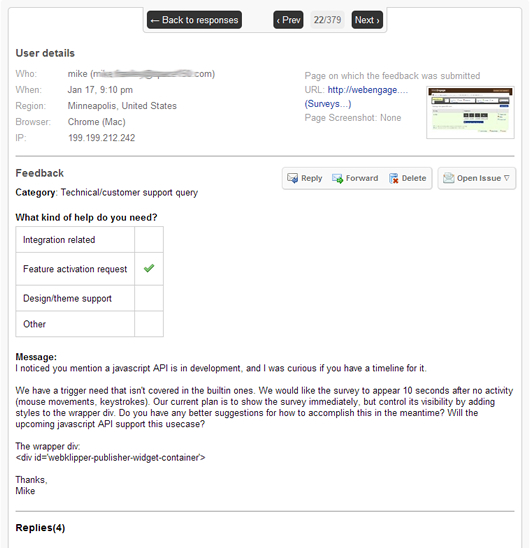 ← Back to responses ‹ Prev 22/379 Next ›
User details
Who: mike (mike com)
When: Jan 17, 9:10 pm
Region: Minneapolis, United States
Browser: Chrome (Mac)
IP: 199.199.212.242
Page on which the feedback was submitted
URL: http://webengage....
(Surveys...)
Page Screenshot: None
Feedback
Reply Forward Delete Open Issue ▽
Category: Technical/customer support query
What kind of help do you need?
Integration related
Feature activation request
Design/theme support
Other
Message:
I noticed you mention a javascript API is in development, and I was curious if you have a timeline for it.
We have a trigger need that isn't covered in the builtin ones. We would like the survey to appear 10 seconds after no activity
(mouse movements, keystrokes). Our current plan is to show the survey immediately, but control its visibility by adding
styles to the wrapper div. Do you have any better suggestions for how to accomplish this in the meantime? Will the
upcoming javascript API support this usecase?
The wrapper div:
<div id='webklipper-publisher-widget-container'>
Thanks,
Mike
Replies(4)